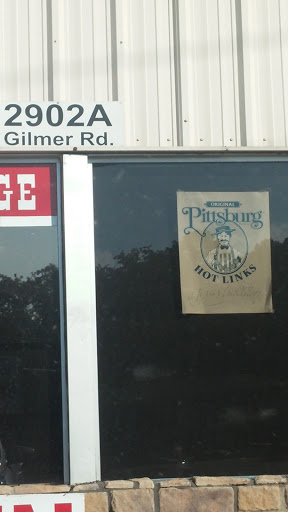 2902A
Gilmer Rd.
GE
ORIGINAL
Pittsburg
HOT LINKS